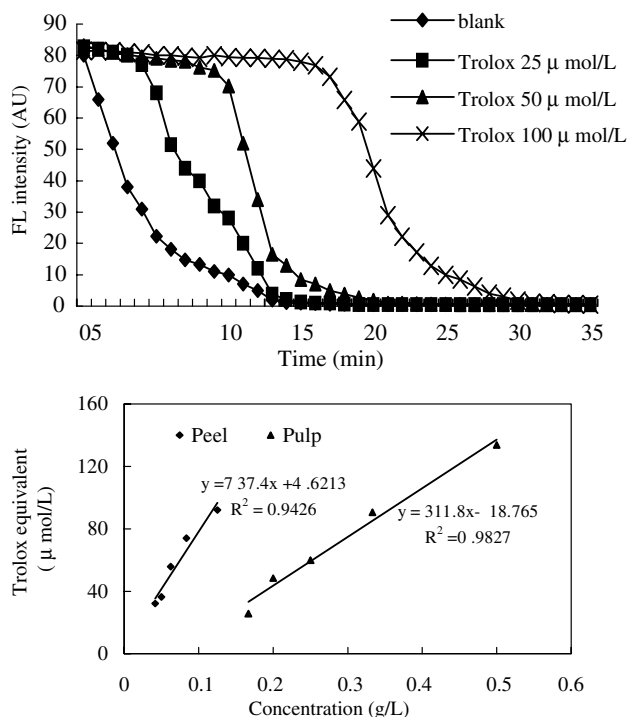 90
80
70
60
50
40
30
20
10
0
FL intensity (AU)
blank
Trolox 25 μ mol/L
Trolox 50 μ mol/L
Trolox 100 μ mol/L
05 10 15 20 25 30 35
Time (min)
160
120
80
40
0
Trolox equivalent
( μ mol/L)
Peel Pulp
y =7 37.4x +4 .6213
R² = 0.9426
y = 311.8x- 18.765
R² =0 .9827
0 0.1 0.2 0.3 0.4 0.5 0.6
Concentration (g/L)